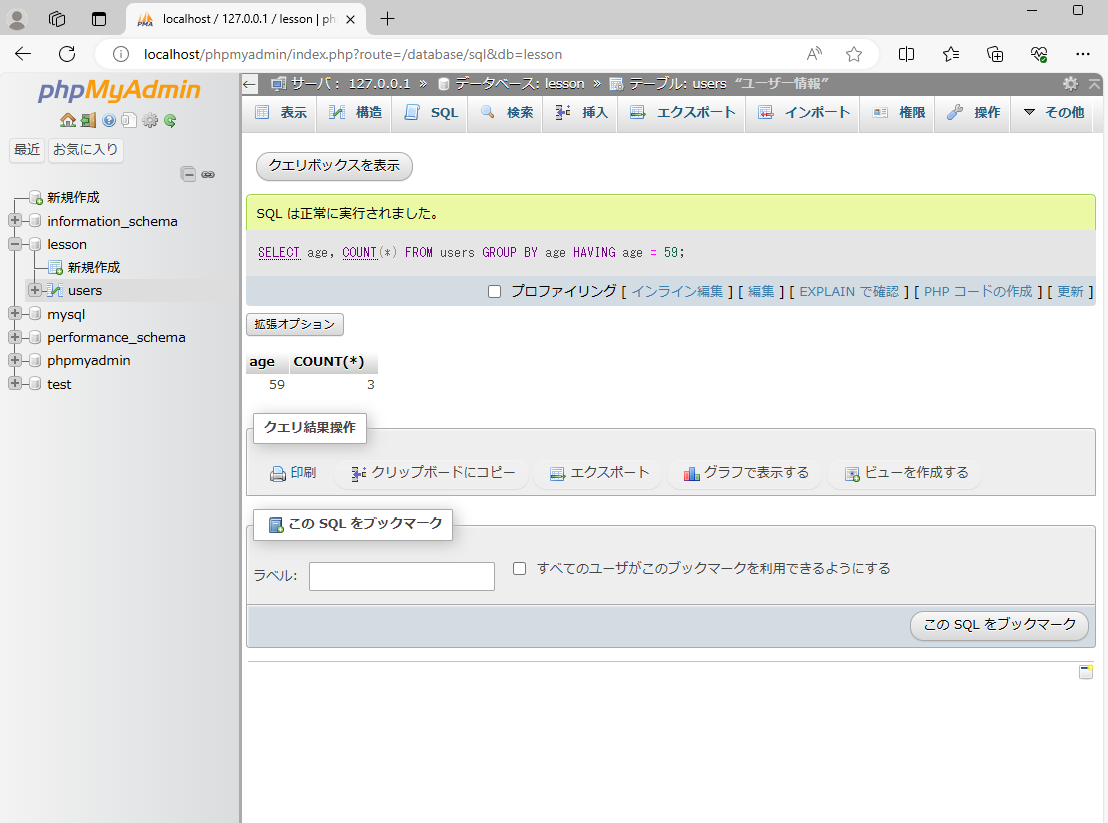 localhost / 127.0.0.1 / lesson | ph
localhost/phpmyadmin/index.php?route=/database/sql&db=lesson
phpMyAdmin
最近 お気に入り
新規作成
information_schema
lesson
新規作成
users
mysql
performance_schema
phpmyadmin
test
サーバ: 127.0.0.1 » データベース: lesson » テーブル: users “ユーザー情報”
表示 構造 SQL 検索 挿入 エクスポート インポート 権限 操作 その他
クエリボックスを表示
SQL は正常に実行されました。
SELECT age, COUNT(*) FROM users GROUP BY age HAVING age = 59;
プロファイリング [ インライン編集 ] [ 編集 ] [ EXPLAIN で確認 ] [ PHP コードの作成 ] [ 更新 ]
拡張オプション
age COUNT(*)
59 3
クエリ結果操作
印刷 クリップボードにコピー エクスポート グラフで表示する ビューを作成する
この SQL をブックマーク
ラベル: すべてのユーザがこのブックマークを利用できるようにする
この SQL をブックマーク